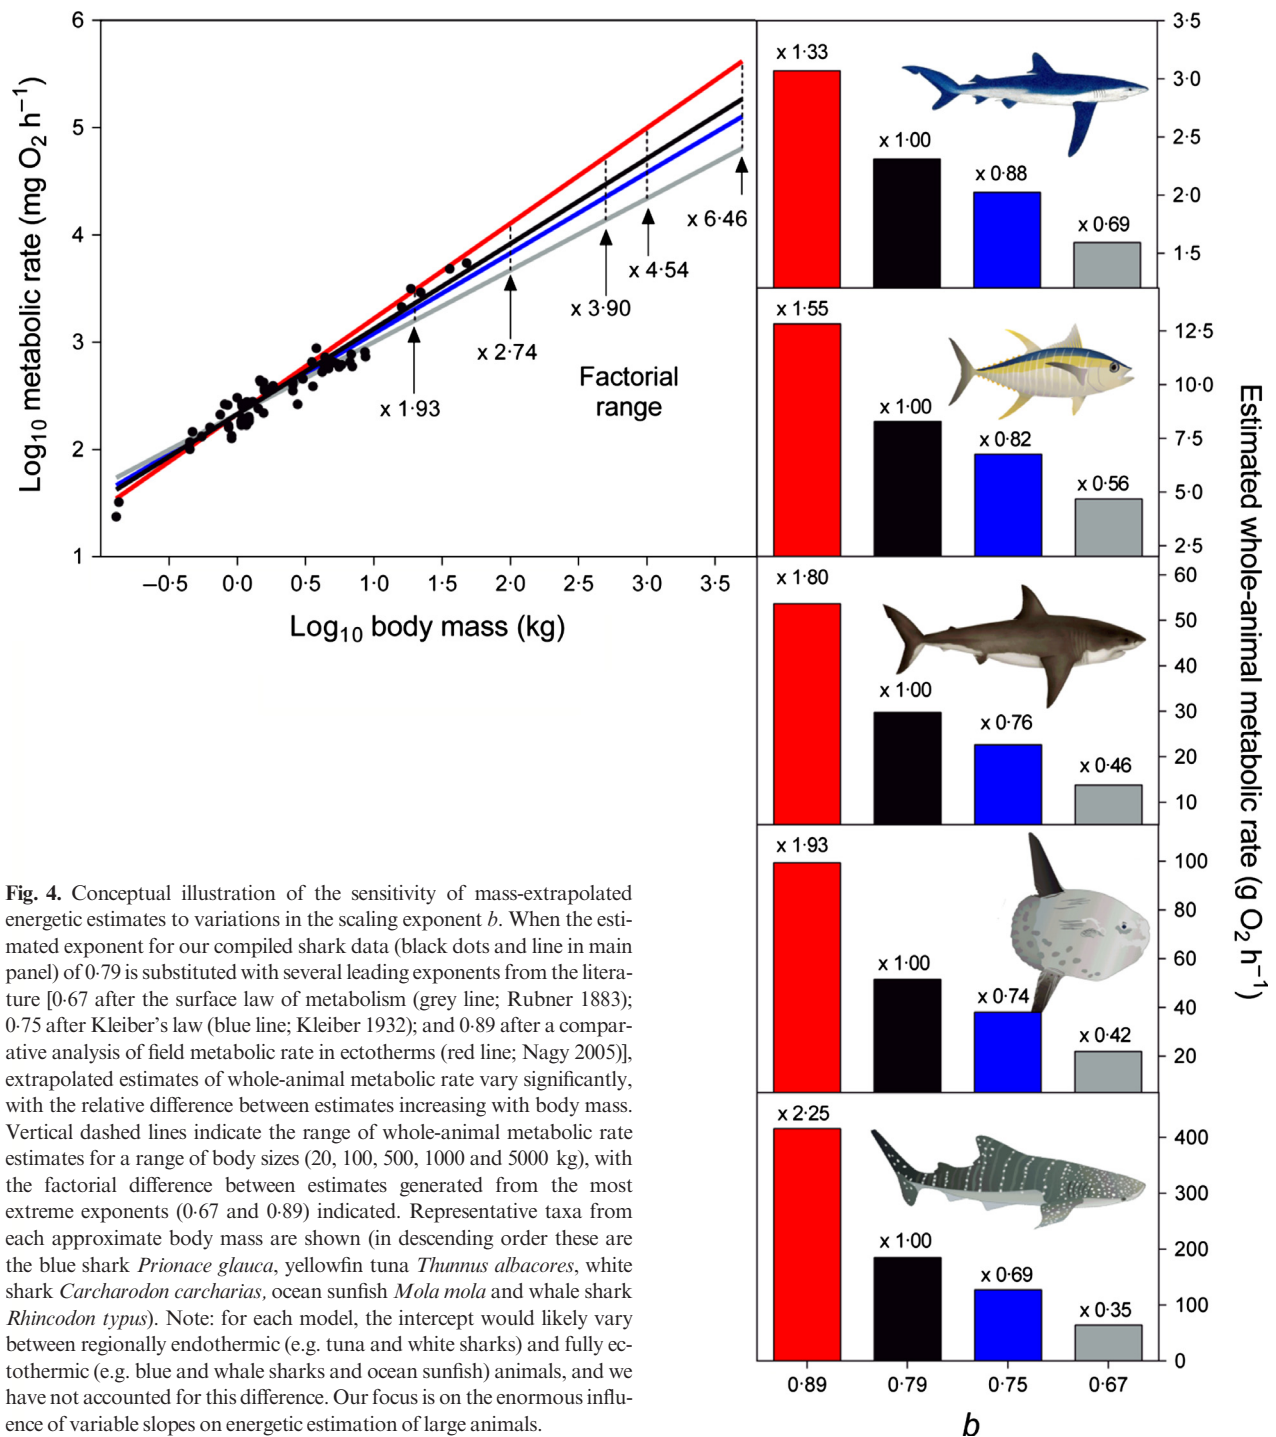 6
5
4
3
2
1
Log10 metabolic rate (mg O2 h−1)
x 6·46
x 4·54
x 3·90
x 2·74
x 1·93
Factorial
range
–0·5 0·0 0·5 1·0 1·5 2·0 2·5 3·0 3·5
Log10 body mass (kg)
x 1·33
x 1·00
x 0·88
x 0·69
3·5
3·0
2·5
2·0
1·5
x 1·55
x 1·00
x 0·82
x 0·56
12·5
10·0
7·5
5·0
2·5
x 1·80
x 1·00
x 0·76
x 0·46
60
50
40
30
20
10
x 1·93
x 1·00
x 0·74
x 0·42
100
80
60
40
20
x 2·25
x 1·00
x 0·69
x 0·35
400
300
200
100
0
0·89 0·79 0·75 0·67
b
Estimated whole-animal metabolic rate (g O2 h−1)
Fig. 4. Conceptual illustration of the sensitivity of mass-extrapolated
energetic estimates to variations in the scaling exponent b. When the esti-
mated exponent for our compiled shark data (black dots and line in main
panel) of 0·79 is substituted with several leading exponents from the litera-
ture [0·67 after the surface law of metabolism (grey line; Rubner 1883);
0·75 after Kleiber's law (blue line; Kleiber 1932); and 0·89 after a compar-
ative analysis of field metabolic rate in ectotherms (red line; Nagy 2005)],
extrapolated estimates of whole-animal metabolic rate vary significantly,
with the relative difference between estimates increasing with body mass.
Vertical dashed lines indicate the range of whole-animal metabolic rate
estimates for a range of body sizes (20, 100, 500, 1000 and 5000 kg), with
the factorial difference between estimates generated from the most
extreme exponents (0·67 and 0·89) indicated. Representative taxa from
each approximate body mass are shown (in descending order these are
the blue shark Prionace glauca, yellowfin tuna Thunnus albacores, white
shark Carcharodon carcharias, ocean sunfish Mola mola and whale shark
Rhincodon typus). Note: for each model, the intercept would likely vary
between regionally endothermic (e.g. tuna and white sharks) and fully ec-
tothermic (e.g. blue and whale sharks and ocean sunfish) animals, and we
have not accounted for this difference. Our focus is on the enormous influ-
ence of variable slopes on energetic estimation of large animals.